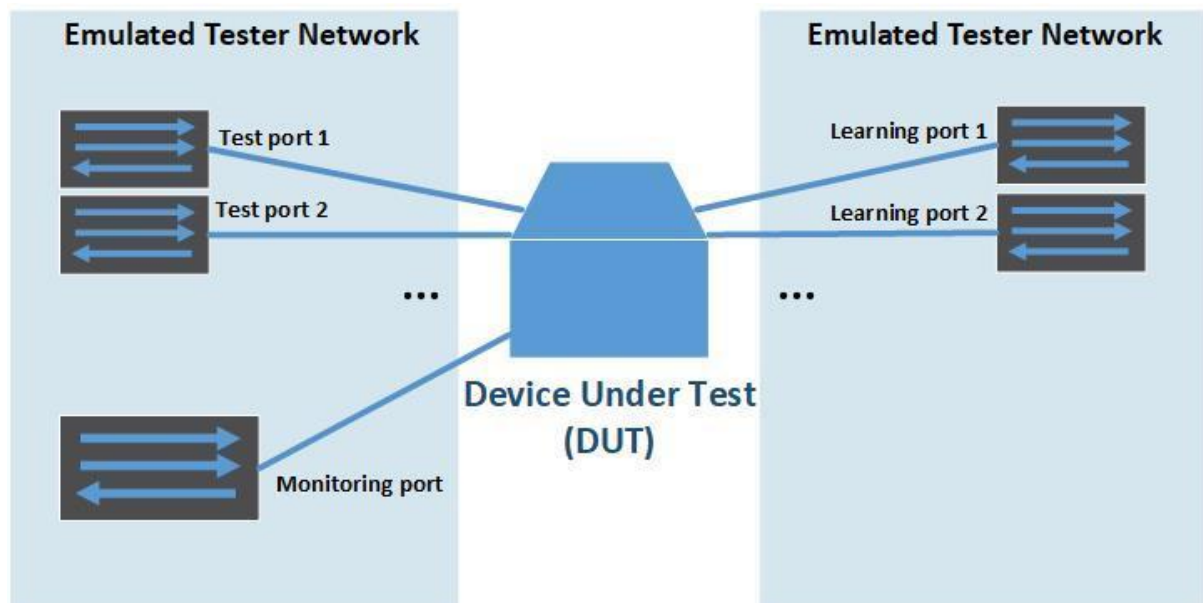 Emulated Tester Network
Emulated Tester Network
Test port 1
Learning port 1
Test port 2
Learning port 2
...
...
Device Under Test
(DUT)
Monitoring port